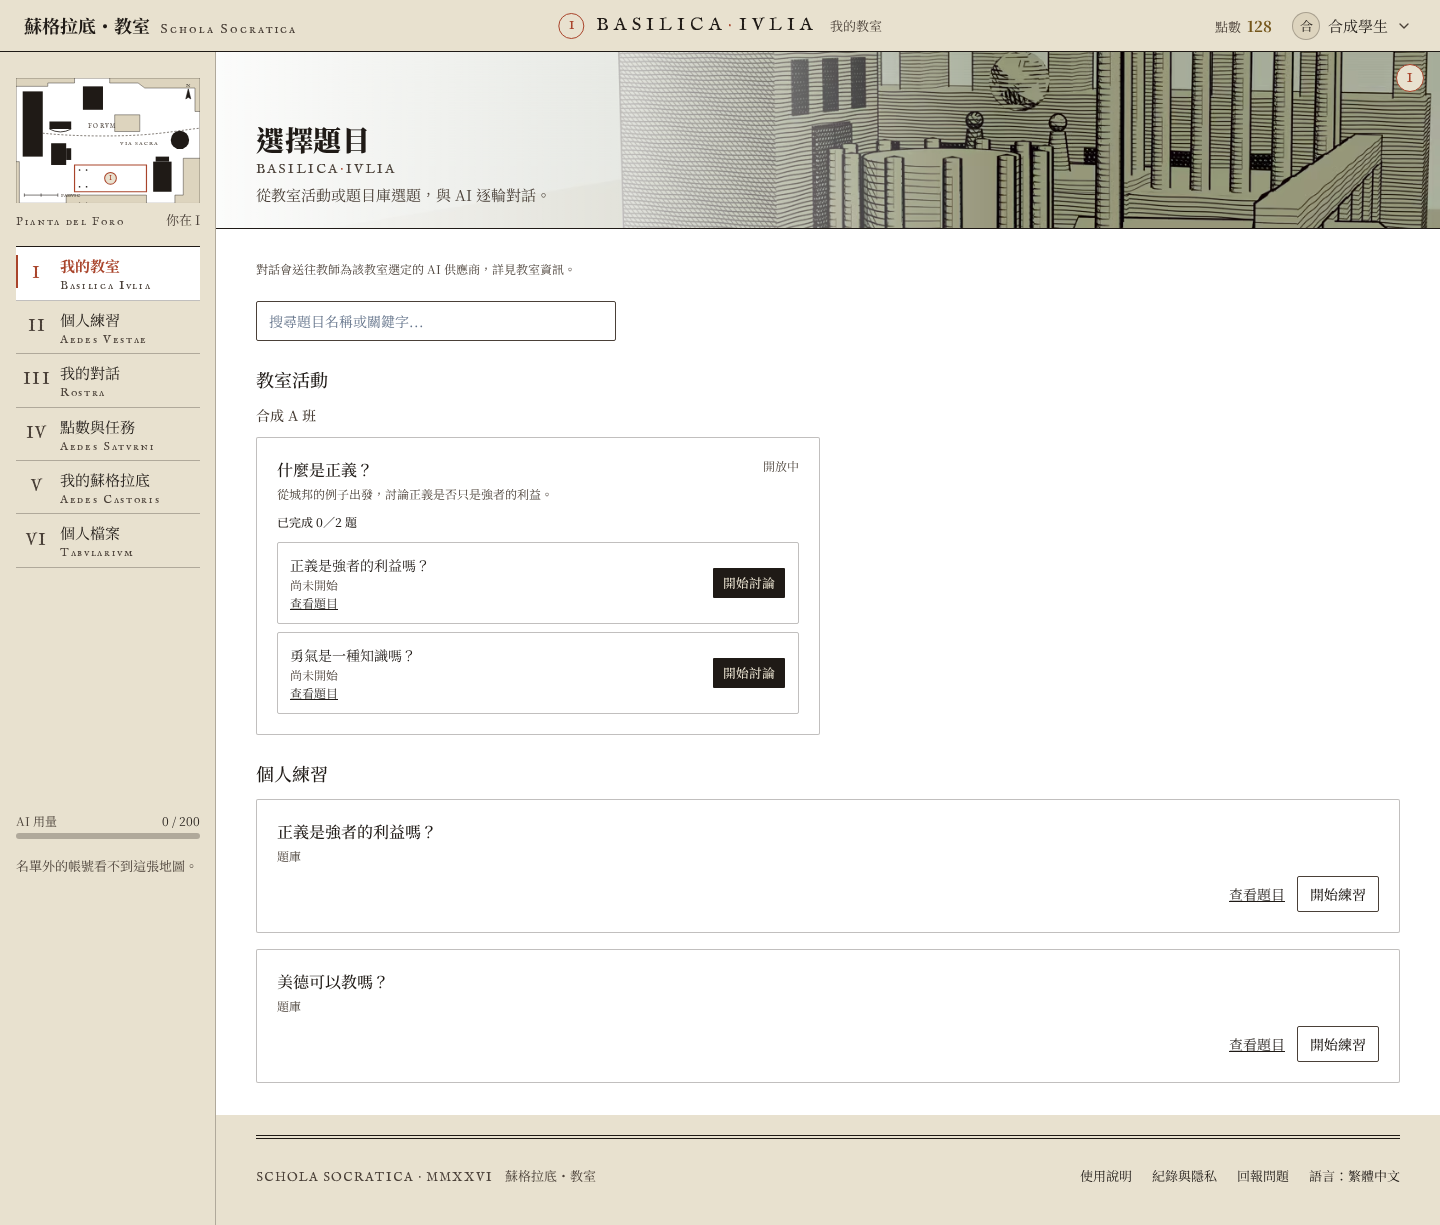 蘇格拉底・教室 Schola Socratica
I BASILICA·IVLIA 我的教室
點數 128 合 合成學生
FORVM
VIA SACRA
I
Pianta del Foro 你在 I
I 我的教室
Basilica Ivlia
II 個人練習
Aedes Vestae
III 我的對話
Rostra
IV 點數與任務
Aedes Satvrni
V 我的蘇格拉底
Aedes Castoris
VI 個人檔案
Tabvlarivm
AI 用量 0 / 200
名單外的帳號看不到這張地圖。
I
選擇題目
BASILICA·IVLIA
從教室活動或題目庫選題，與 AI 逐輪對話。
對話會送往教師為該教室選定的 AI 供應商，詳見教室資訊。
搜尋題目名稱或關鍵字…
教室活動
合成 A 班
什麼是正義？ 開放中
從城邦的例子出發，討論正義是否只是強者的利益。
已完成 0／2 題
正義是強者的利益嗎？
尚未開始
查看題目
開始討論
勇氣是一種知識嗎？
尚未開始
查看題目
開始討論
個人練習
正義是強者的利益嗎？
題庫
查看題目 開始練習
美德可以教嗎？
題庫
查看題目 開始練習
SCHOLA SOCRATICA · MMXXVI 蘇格拉底・教室
使用說明 紀錄與隱私 回報問題 語言：繁體中文